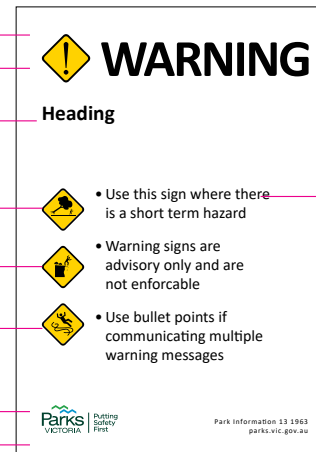 WARNING
Heading
• Use this sign where there
is a short term hazard
• Warning signs are
advisory only and are
not enforcable
• Use bullet points if
communicating multiple
warning messages
Parks
VICTORIA
Putting
Safety
First
Park Information 13 1963
parks.vic.gov.au